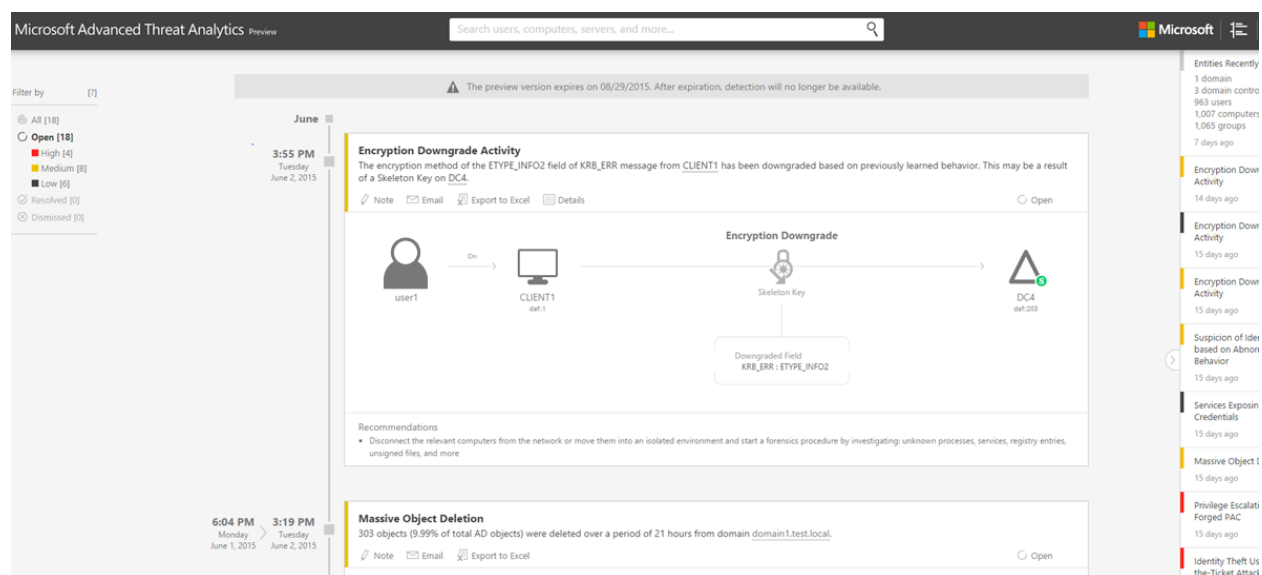 Microsoft Advanced Threat Analytics Preview
Search users, computers, servers, and more...
Microsoft
The preview version expires on 08/29/2015. After expiration, detection will no longer be available.
Filter by [?]
All [18]
Open [18]
High [4]
Medium [8]
Low [6]
Resolved [0]
Dismissed [0]
June
3:55 PM
Tuesday
June 2, 2015
Encryption Downgrade Activity
The encryption method of the ETYPE_INFO2 field of KRB_ERR message from CLIENT1 has been downgraded based on previously learned behavior. This may be a result
of a Skeleton Key on DC4.
Note Email Export to Excel Details Open
Encryption Downgrade
On
user1
CLIENT1
daf:1
Skeleton Key
DC4
daf:203
Downgraded Field
KRB_ERR : ETYPE_INFO2
Recommendations
• Disconnect the relevant computers from the network or move them into an isolated environment and start a forensics procedure by investigating: unknown processes, services, registry entries,
unsigned files, and more
6:04 PM
Monday
June 1, 2015
3:19 PM
Tuesday
June 2, 2015
Massive Object Deletion
303 objects (9.99% of total AD objects) were deleted over a period of 21 hours from domain domain1.test.local.
Note Email Export to Excel Open
Entities Recently
1 domain
3 domain contro
963 users
1,007 computers
1,065 groups
7 days ago
Encryption Down
Activity
14 days ago
Encryption Down
Activity
15 days ago
Encryption Down
Activity
15 days ago
Suspicion of Iden
based on Abnor
Behavior
15 days ago
Services Exposin
Credentials
15 days ago
Massive Object D
15 days ago
Privilege Escalati
Forged PAC
15 days ago
Identity Theft Us
the-Ticket Attack